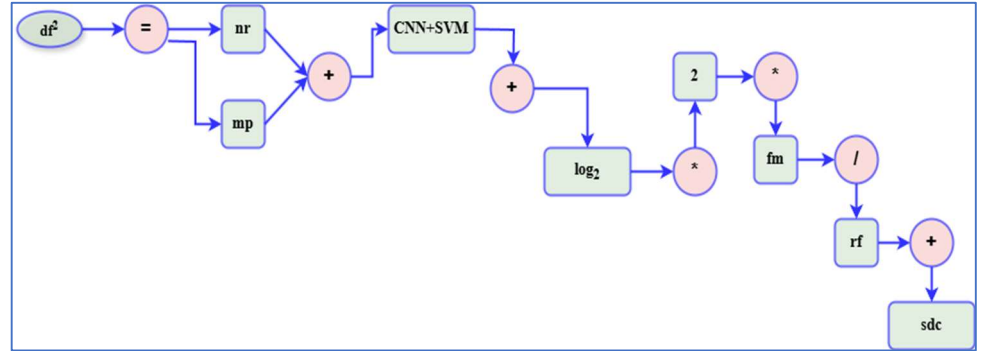 df²
=
nr
mp
+
CNN+SVM
+
log₂
*
2
*
fm
/
rf
+
sdc